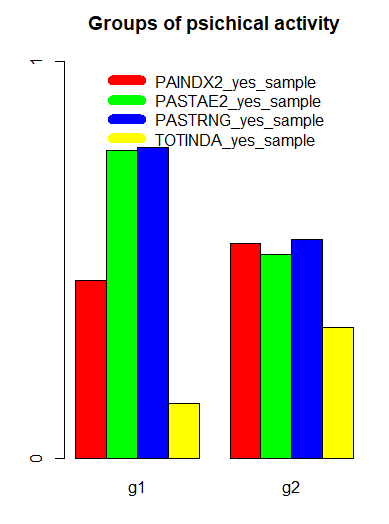 Groups of psichical activity
1
PAINDX2_yes_sample
PASTAE2_yes_sample
PASTRNG_yes_sample
TOTINDA_yes_sample
0
g1 g2